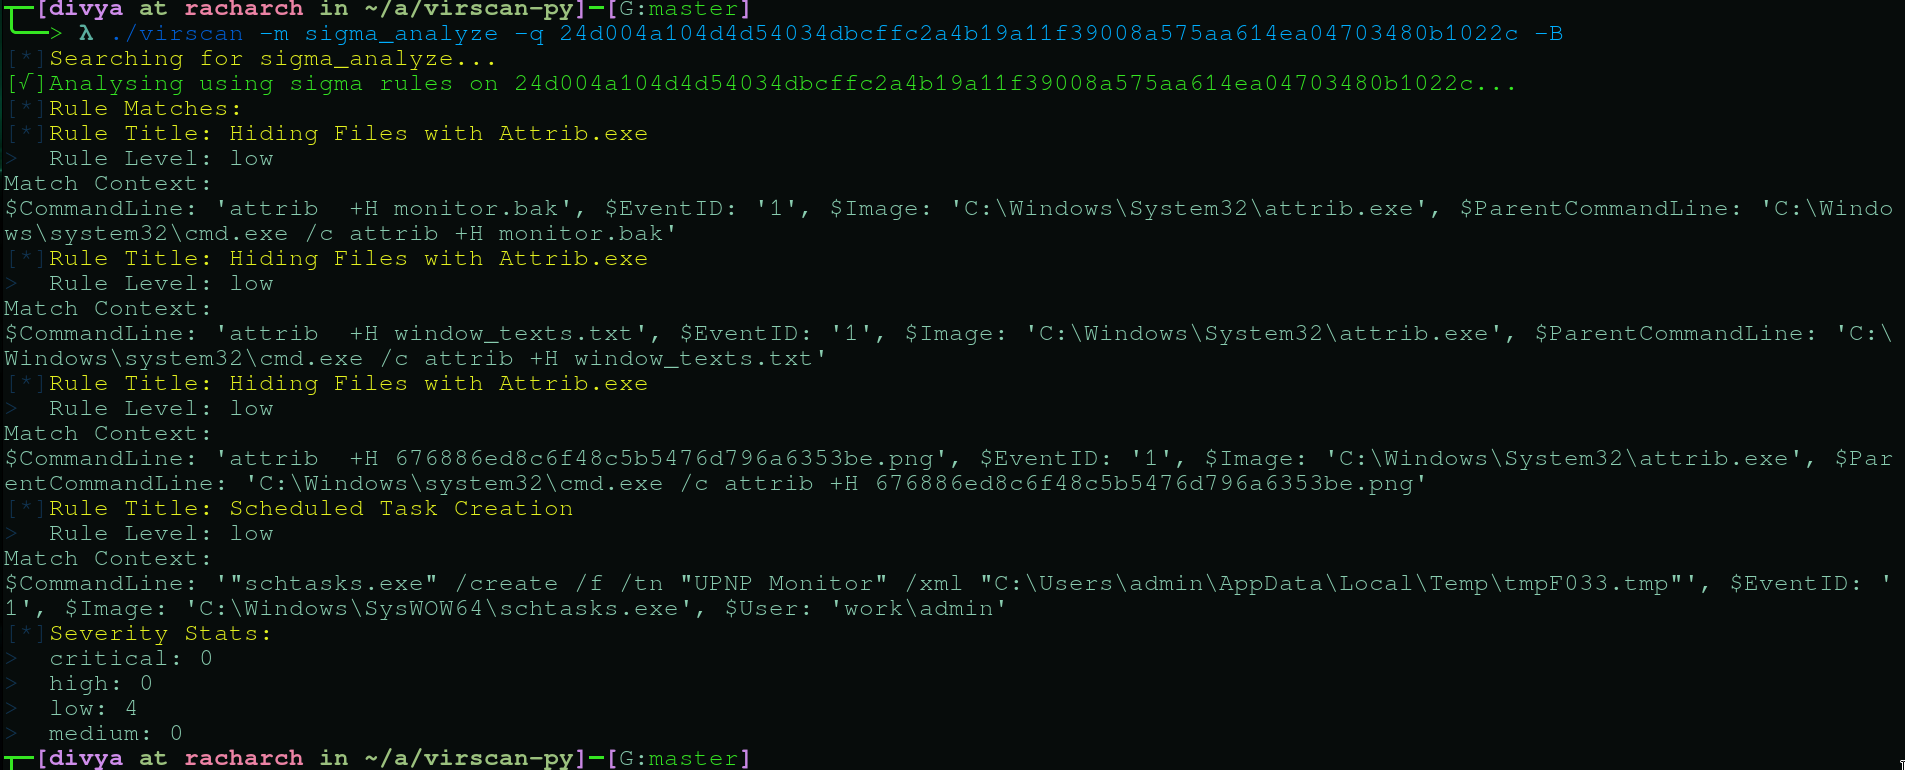 ┬─[divya at racharch in ~/a/virscan-py]─[G:master]
╰──> λ ./virscan -m sigma_analyze -q 24d004a104d4d54034dbcffc2a4b19a11f39008a575aa614ea04703480b1022c -B
[*]Searching for sigma_analyze...
[√]Analysing using sigma rules on 24d004a104d4d54034dbcffc2a4b19a11f39008a575aa614ea04703480b1022c...
[*]Rule Matches:
[*]Rule Title: Hiding Files with Attrib.exe
>  Rule Level: low
Match Context:
$CommandLine: 'attrib  +H monitor.bak', $EventID: '1', $Image: 'C:\Windows\System32\attrib.exe', $ParentCommandLine: 'C:\Windo
ws\system32\cmd.exe /c attrib +H monitor.bak'
[*]Rule Title: Hiding Files with Attrib.exe
>  Rule Level: low
Match Context:
$CommandLine: 'attrib  +H window_texts.txt', $EventID: '1', $Image: 'C:\Windows\System32\attrib.exe', $ParentCommandLine: 'C:\
Windows\system32\cmd.exe /c attrib +H window_texts.txt'
[*]Rule Title: Hiding Files with Attrib.exe
>  Rule Level: low
Match Context:
$CommandLine: 'attrib  +H 676886ed8c6f48c5b5476d796a6353be.png', $EventID: '1', $Image: 'C:\Windows\System32\attrib.exe', $Par
entCommandLine: 'C:\Windows\system32\cmd.exe /c attrib +H 676886ed8c6f48c5b5476d796a6353be.png'
[*]Rule Title: Scheduled Task Creation
>  Rule Level: low
Match Context:
$CommandLine: '"schtasks.exe" /create /f /tn "UPNP Monitor" /xml "C:\Users\admin\AppData\Local\Temp\tmpF033.tmp"', $EventID: '
1', $Image: 'C:\Windows\SysWOW64\schtasks.exe', $User: 'work\admin'
[*]Severity Stats:
>  critical: 0
>  high: 0
>  low: 4
>  medium: 0
┬─[divya at racharch in ~/a/virscan-py]─[G:master]